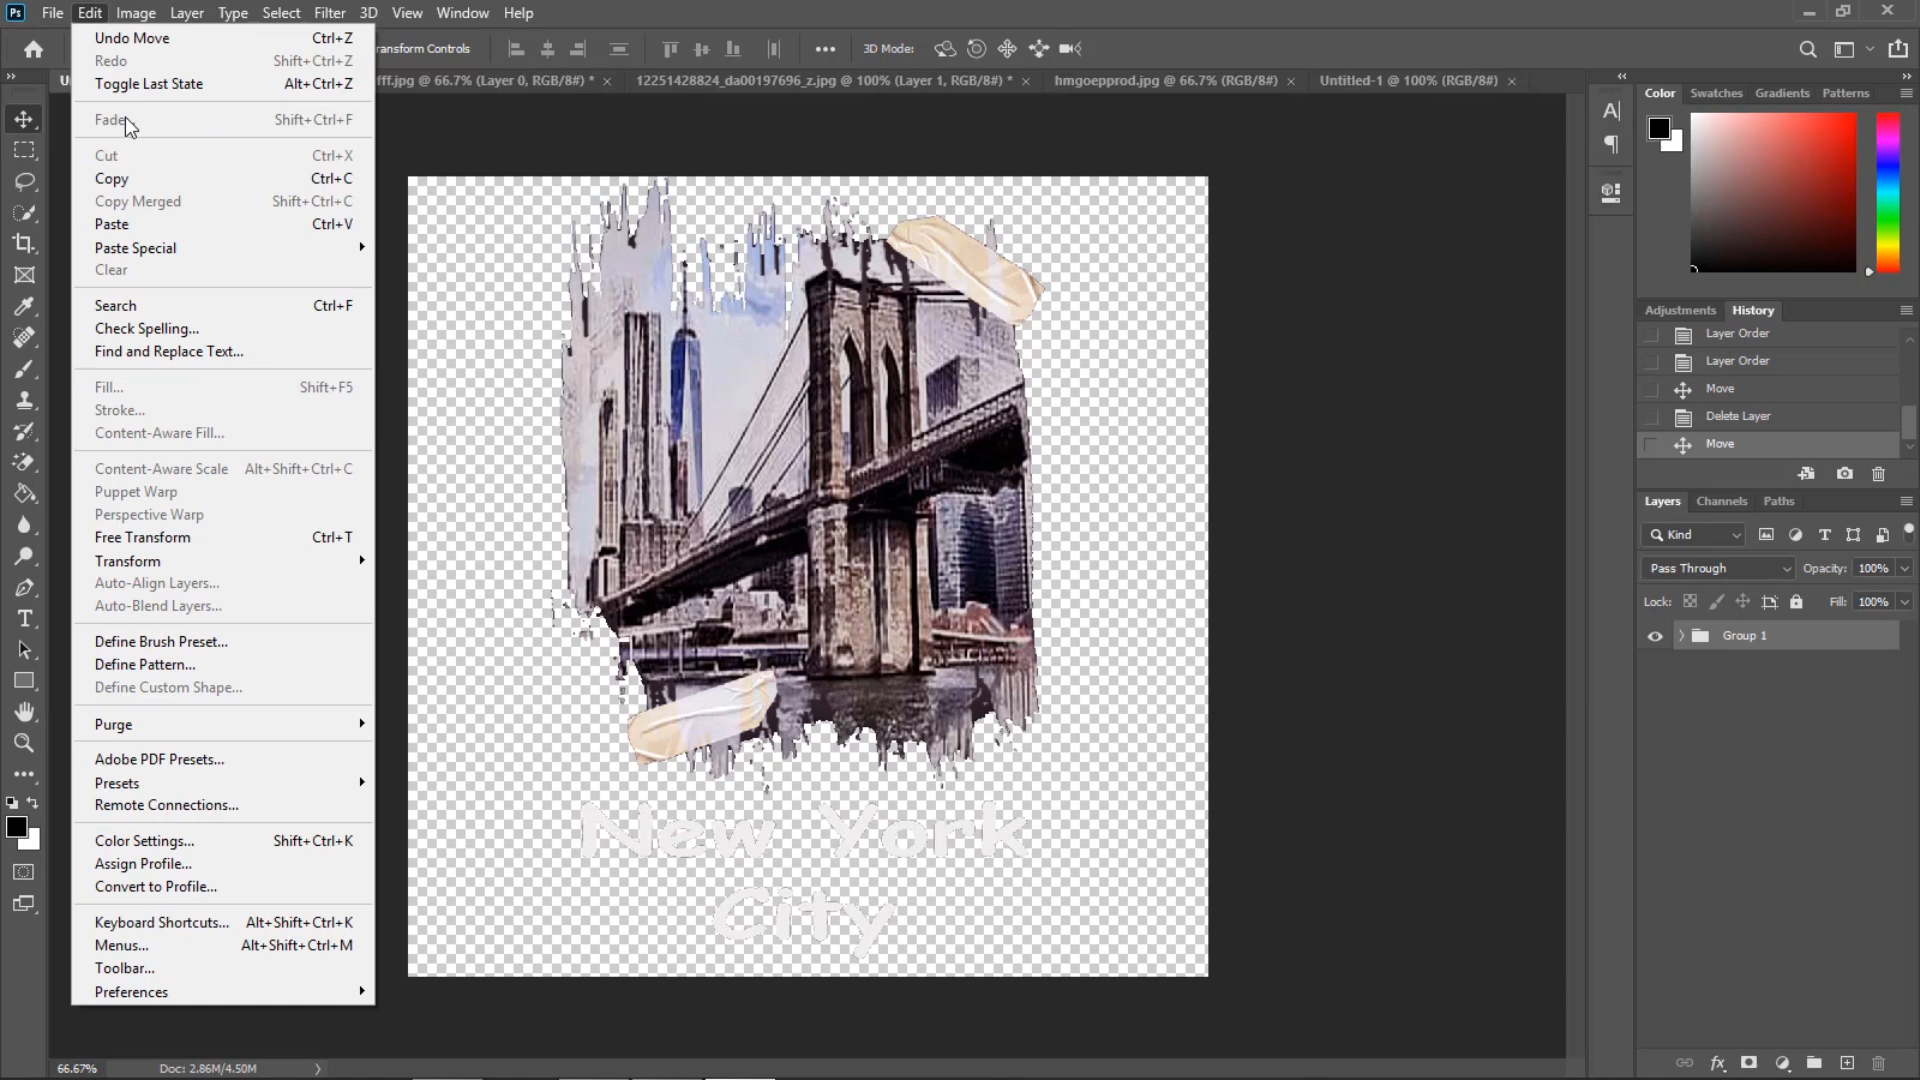 Ps File Edit Image Layer Type Select Filter 3D View Window Help
ransform Controls ••• 3D Mode:
fff.jpg @ 66.7% (Layer 0, RGB/8#) * 12251428824_da00197696_z.jpg @ 100% (Layer 1, RGB/8#) * hmgoepprod.jpg @ 66.7% (RGB/8#) Untitled-1 @ 100% (RGB/8#)
Undo Move Ctrl+Z
Redo Shift+Ctrl+Z
Toggle Last State Alt+Ctrl+Z
Fade Shift+Ctrl+F
Cut Ctrl+X
Copy Ctrl+C
Copy Merged Shift+Ctrl+C
Paste Ctrl+V
Paste Special
Clear
Search Ctrl+F
Check Spelling...
Find and Replace Text...
Fill... Shift+F5
Stroke...
Content-Aware Fill...
Content-Aware Scale Alt+Shift+Ctrl+C
Puppet Warp
Perspective Warp
Free Transform Ctrl+T
Transform
Auto-Align Layers...
Auto-Blend Layers...
Define Brush Preset...
Define Pattern...
Define Custom Shape...
Purge
Adobe PDF Presets...
Presets
Remote Connections...
Color Settings... Shift+Ctrl+K
Assign Profile...
Convert to Profile...
Keyboard Shortcuts... Alt+Shift+Ctrl+K
Menus... Alt+Shift+Ctrl+M
Toolbar...
Preferences
New York
City
Color Swatches Gradients Patterns
Adjustments History
Layer Order
Layer Order
Move
Delete Layer
Move
Layers Channels Paths
Kind
Pass Through Opacity: 100%
Lock: Fill: 100%
Group 1
66.67% Doc: 2.86M/4.50M